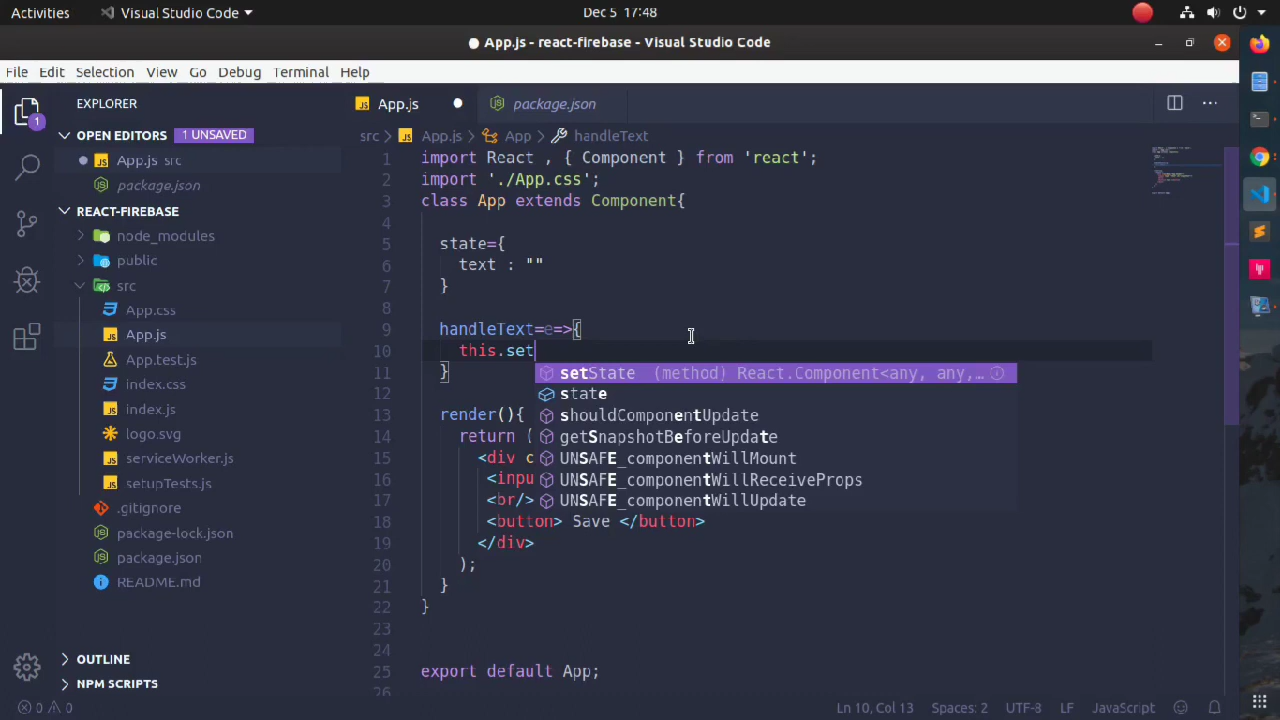 Activities
Visual Studio Code
Dec 5 17:48
App.js - react-firebase - Visual Studio Code
File Edit Selection View Go Debug Terminal Help
1
EXPLORER
OPEN EDITORS 1 UNSAVED
App.js src
package.json
REACT-FIREBASE
node_modules
public
src
App.css
App.js
App.test.js
index.css
index.js
logo.svg
serviceWorker.js
setupTests.js
.gitignore
package-lock.json
package.json
README.md
OUTLINE
NPM SCRIPTS
App.js
package.json
src > App.js > App > handleText
1 import React , { Component } from 'react';
2 import './App.css';
3 class App extends Component{
4
5 state={
6 text : ""
7 }
8
9 handleText=e=>{
10 this.set
11 }
12
13 render(){
14 return (
15 <div c
16 <inpu
17 <br/>
18 <button> Save </button>
19 </div>
20 );
21 }
22 }
23
24
25 export default App;
26
setState (method) React.Component<any, any,…
state
shouldComponentUpdate
getSnapshotBeforeUpdate
UNSAFE_componentWillMount
UNSAFE_componentWillReceiveProps
UNSAFE_componentWillUpdate
0 0
Ln 10, Col 13 Spaces: 2 UTF-8 LF JavaScript